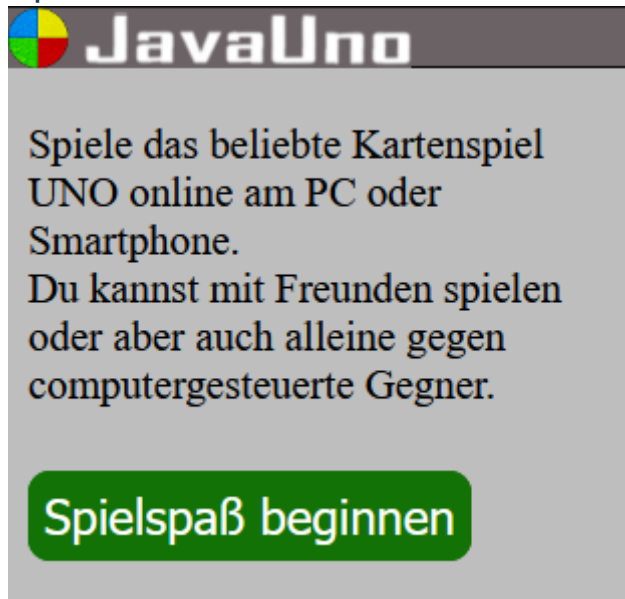 JavaUno
Spiele das beliebte Kartenspiel
UNO online am PC oder
Smartphone.
Du kannst mit Freunden spielen
oder aber auch alleine gegen
computergesteuerte Gegner.
Spielspaß beginnen